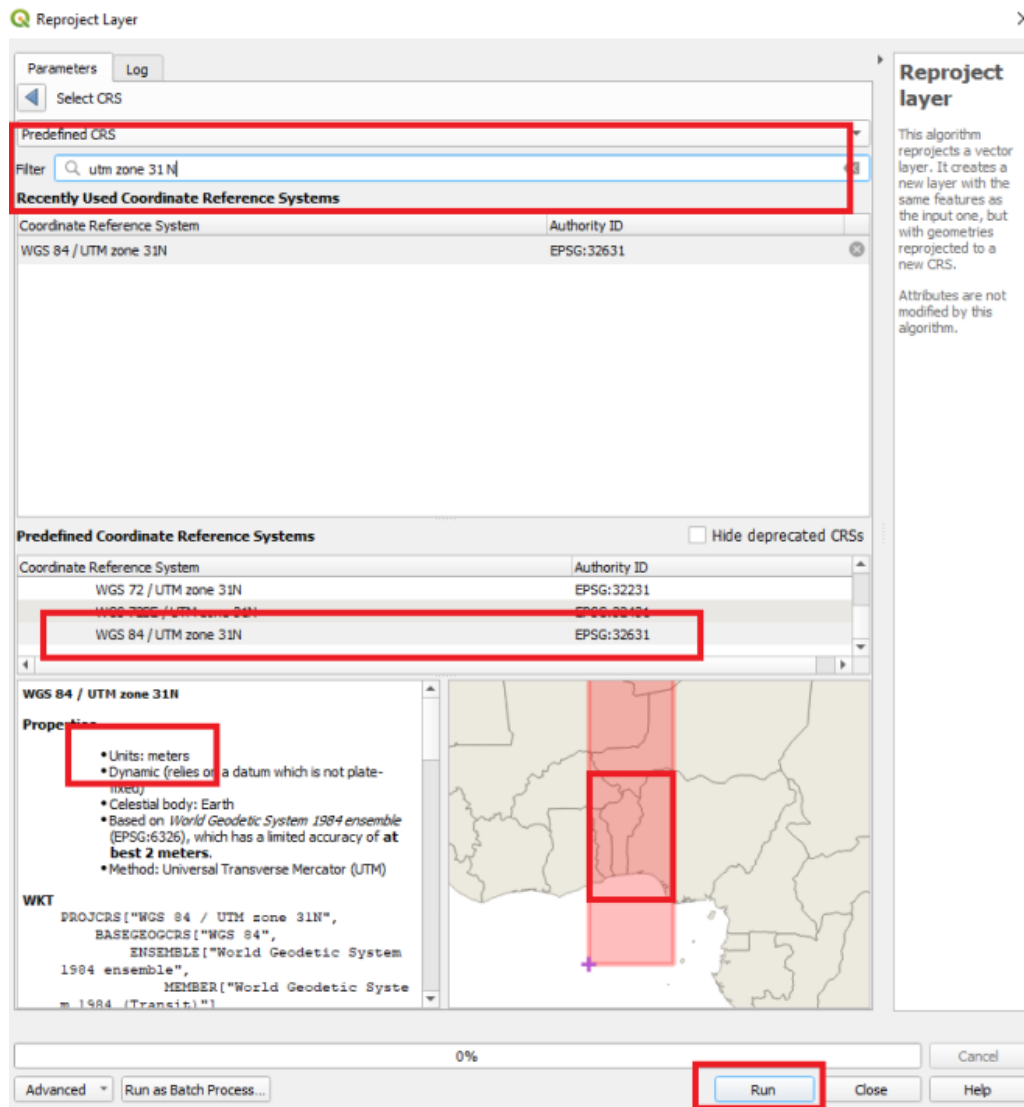 Reproject Layer
Parameters Log
Select CRS
Predefined CRS
Filter utm zone 31N
Recently Used Coordinate Reference Systems
Coordinate Reference System Authority ID
WGS 84 / UTM zone 31N EPSG:32631
Predefined Coordinate Reference Systems Hide deprecated CRSs
Coordinate Reference System Authority ID
WGS 72 / UTM zone 31N EPSG:32231
WGS 84 / UTM zone 31N EPSG:32631
WGS 84 / UTM zone 31N
Properties
•Units: meters
•Dynamic (relies on a datum which is not plate-
fixed)
•Celestial body: Earth
•Based on World Geodetic System 1984 ensemble
(EPSG:6326), which has a limited accuracy of at
best 2 meters.
•Method: Universal Transverse Mercator (UTM)
WKT
PROJCRS["WGS 84 / UTM zone 31N",
BASEGEOGCRS["WGS 84",
ENSEMBLE["World Geodetic System
1984 ensemble",
MEMBER["World Geodetic Syste
m 1984 (Transit)"]
Reproject
layer
This algorithm
reprojects a vector
layer. It creates a
new layer with the
same features as
the input one, but
with geometries
reprojected to a
new CRS.
Attributes are not
modified by this
algorithm.
0%
Cancel
Advanced Run as Batch Process... Run Close Help